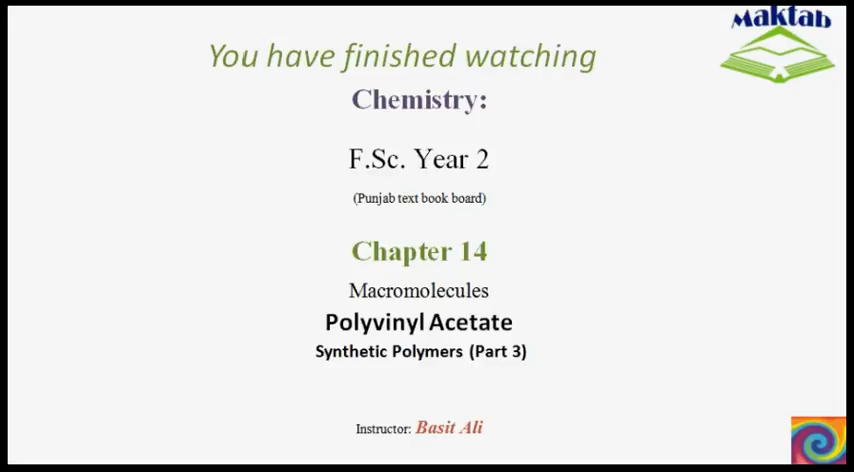 Maktab
You have finished watching
Chemistry:
F.Sc. Year 2
(Punjab text book board)
Chapter 14
Macromolecules
Polyvinyl Acetate
Synthetic Polymers (Part 3)
Instructor: Basit Ali